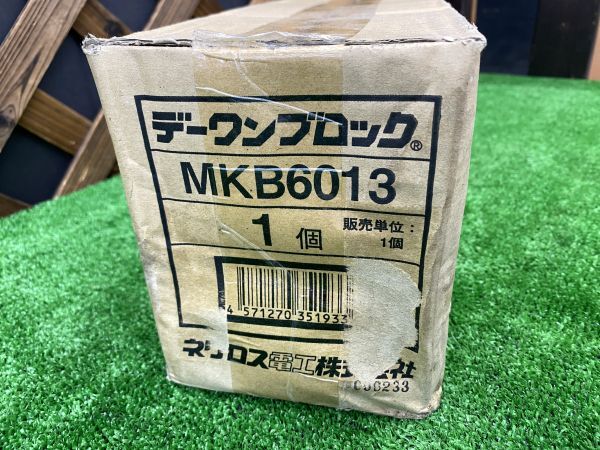 デーワンブロック®
MKB6013
1個
販売単位:
1個
4 571270 351933
ネグロス電工株式会社
006233